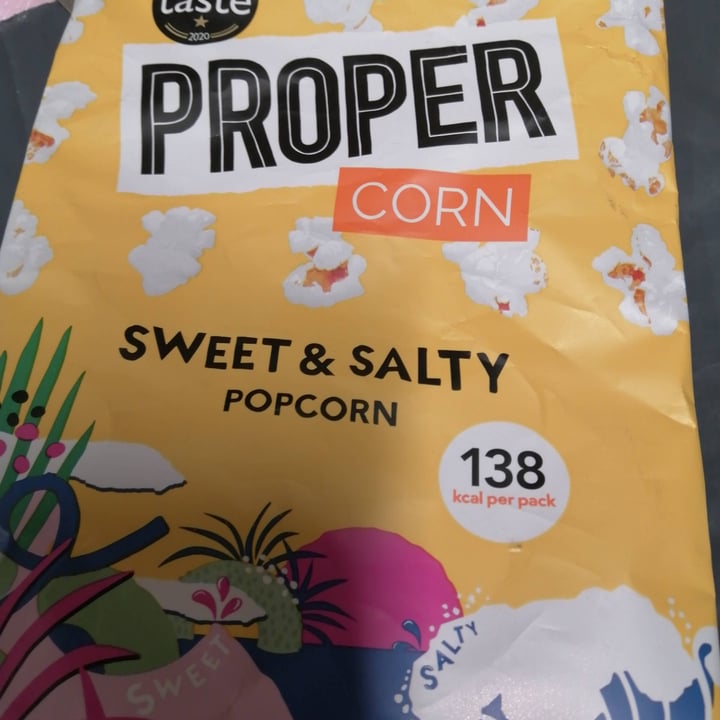 taste
2020
PROPER
CORN
SWEET & SALTY
POPCORN
138
kcal per pack
SWEET
SALTY